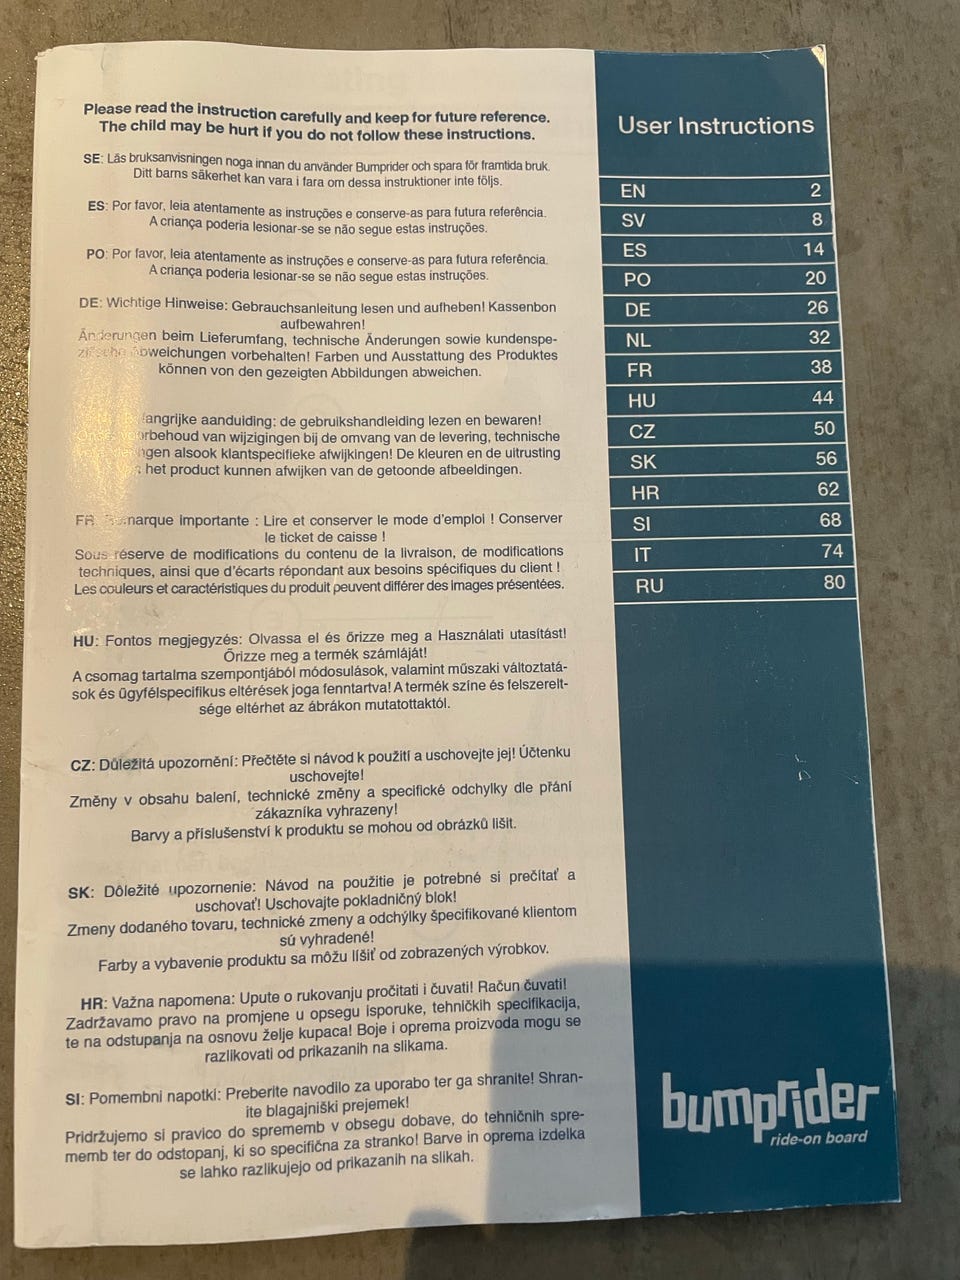 Please read the instruction carefully and keep for future reference.
The child may be hurt if you do not follow these instructions.
SE: Läs bruksanvisningen noga innan du använder Bumprider och spara för framtida bruk.
Ditt barns säkerhet kan vara i fara om dessa instruktioner inte följs.
ES: Por favor, leia atentamente as instruções e conserve-as para futura referência.
A criança poderia lesionar-se se não segue estas instruções.
PO: Por favor, leia atentamente as instruções e conserve-as para futura referência.
A criança poderia lesionar-se se não segue estas instruções.
DE: Wichtige Hinweise: Gebrauchsanleitung lesen und aufheben! Kassenbon
aufbewahren!
Änderungen beim Lieferumfang, technische Änderungen sowie kundenspe-
zifische Abweichungen vorbehalten! Farben und Ausstattung des Produktes
können von den gezeigten Abbildungen abweichen.
aanduiding: de gebruikshandleiding lezen en bewaren!
van wijzigingen bij de omvang van de levering, technische
alsook klantspecifieke afwijkingen! De kleuren en de uitrusting
het product kunnen afwijken van de getoonde afbeeldingen.
FR: Remarque importante : Lire et conserver le mode d'emploi ! Conserver
le ticket de caisse !
Sous réserve de modifications du contenu de la livraison, de modifications
techniques, ainsi que d'écarts répondant aux besoins spécifiques du client !
Les couleurs et caractéristiques du produit peuvent différer des images présentées.
HU: Fontos megjegyzés: Olvassa el és őrizze meg a Használati utasítást!
Őrizze meg a termék számláját!
A csomag tartalma szempontjából módosulások, valamint műszaki változtatá-
sok és ügyfélspecifikus eltérések joga fenntartva! A termék színe és felszerelt-
sége eltérhet az ábrákon mutatottaktól.
CZ: Důležitá upozornění: Přečtěte si návod k použití a uschovejte jej! Účtenku
uschovejte!
Změny v obsahu balení, technické změny a specifické odchylky dle přání
zákazníka vyhrazeny!
Barvy a příslušenství k produktu se mohou od obrázků lišit.
SK: Dôležité upozornenie: Návod na použitie je potrebné si prečítať a
uschovať! Uschovajte pokladničný blok!
Zmeny dodaného tovaru, technické zmeny a odchýlky špecifikované klientom
sú vyhradené!
Farby a vybavenie produktu sa môžu líšiť od zobrazených výrobkov.
HR: Važna napomena: Upute o rukovanju pročitati i čuvati! Račun čuvati!
Zadržavamo pravo na promjene u opsegu isporuke, tehničkih specifikacija,
te na odstupanja na osnovu želje kupaca! Boje i oprema proizvoda mogu se
razlikovati od prikazanih na slikama.
SI: Pomembni napotki: Preberite navodilo za uporabo ter ga shranite! Shran-
ite blagajniški prejemek!
Pridržujemo si pravico do sprememb v obsegu dobave, do tehničnih spre-
memb ter do odstopanj, ki so specifična za stranko! Barve in oprema izdelka
se lahko razlikujejo od prikazanih na slikah.
User Instructions
EN 2
SV 8
ES 14
PO 20
DE 26
NL 32
FR 38
HU 44
CZ 50
SK 56
HR 62
SI 68
IT 74
RU 80
bumprider
ride-on board